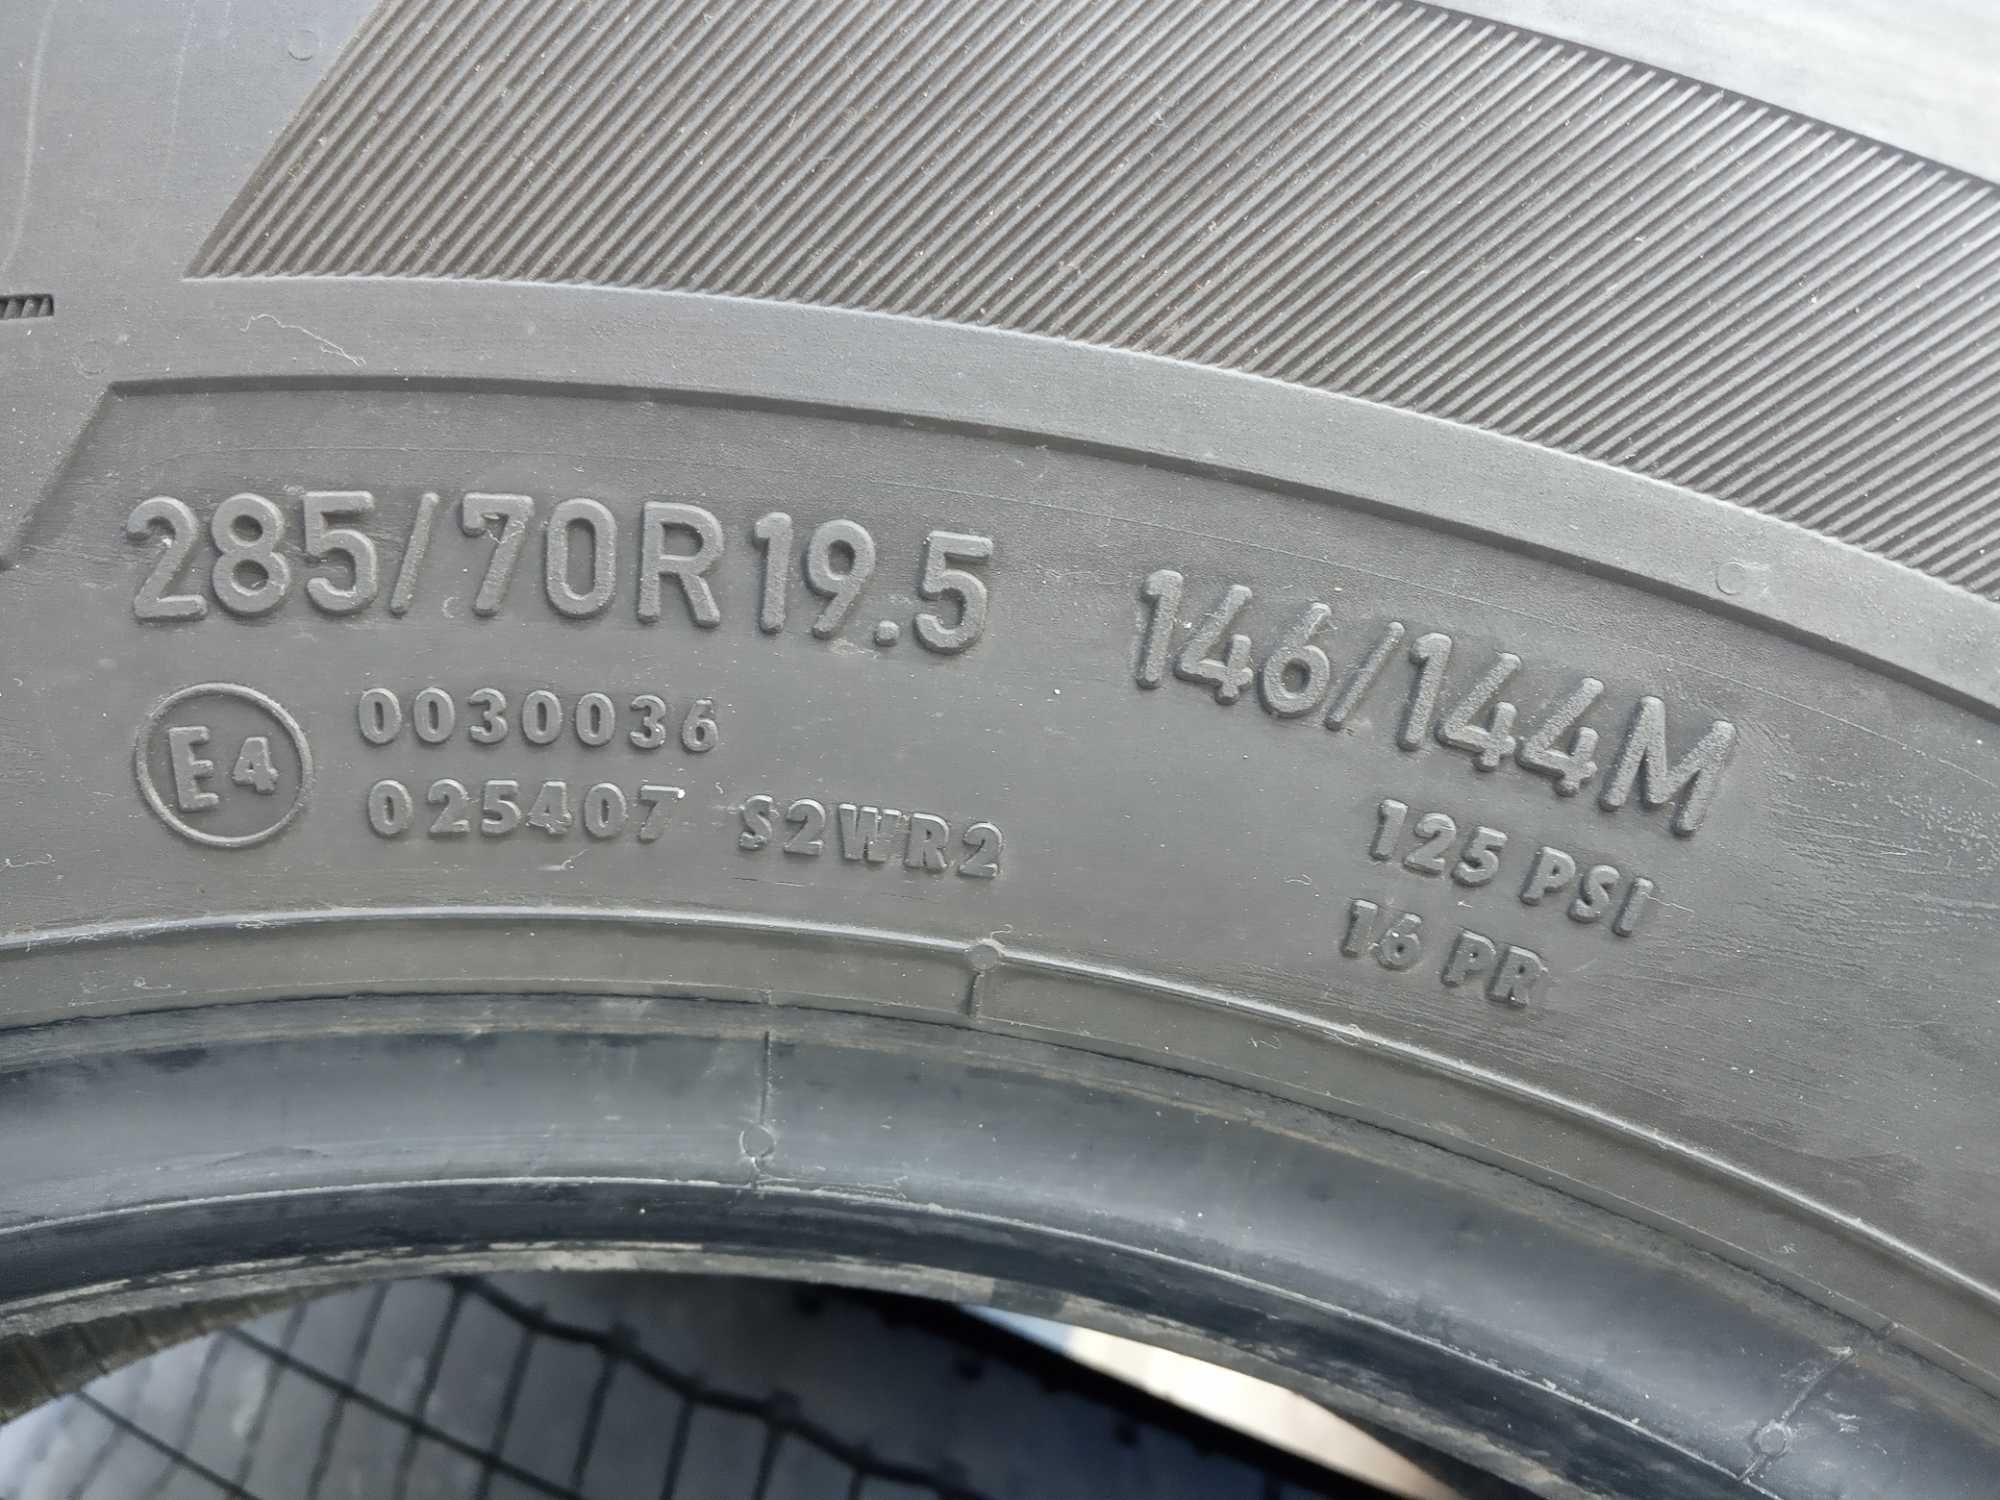 285/70R19.5 146/144M
E4 0030036
025407 S2WR2
125 PSI
16 PR